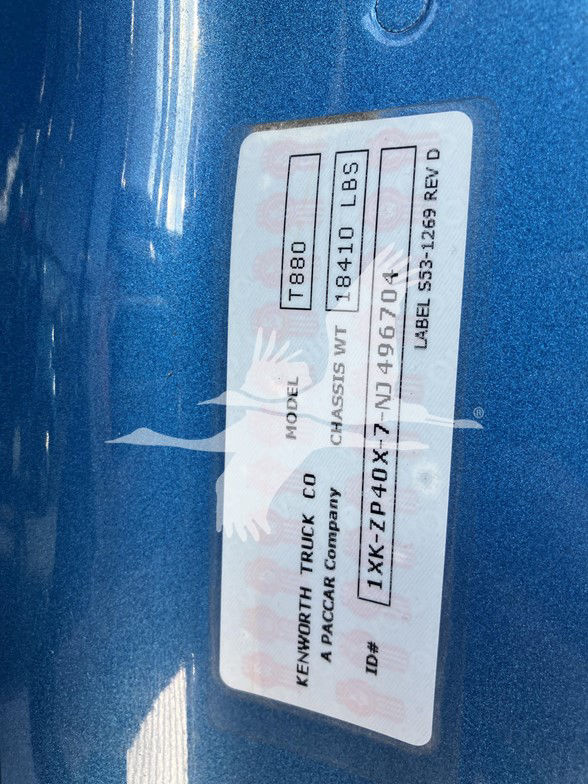 KENWORTH TRUCK CO
A PACCAR Company
MODEL T880
CHASSIS WT 18410 LBS
ID# 1XK-ZP40X-7-NJ496704
LABEL S53-1269 REV D
®